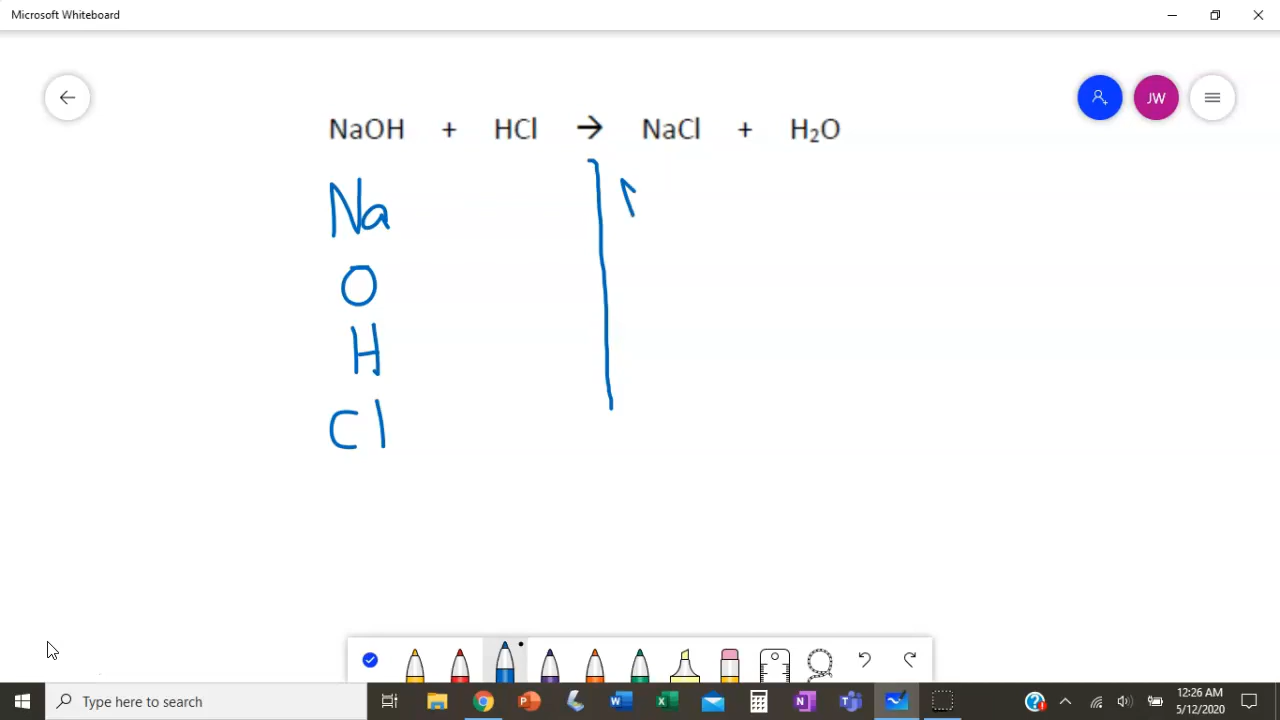 Microsoft Whiteboard
JW
NaOH + HCl → NaCl + H₂O
Na
O
H
Cl
Type here to search
12:26 AM
5/12/2020